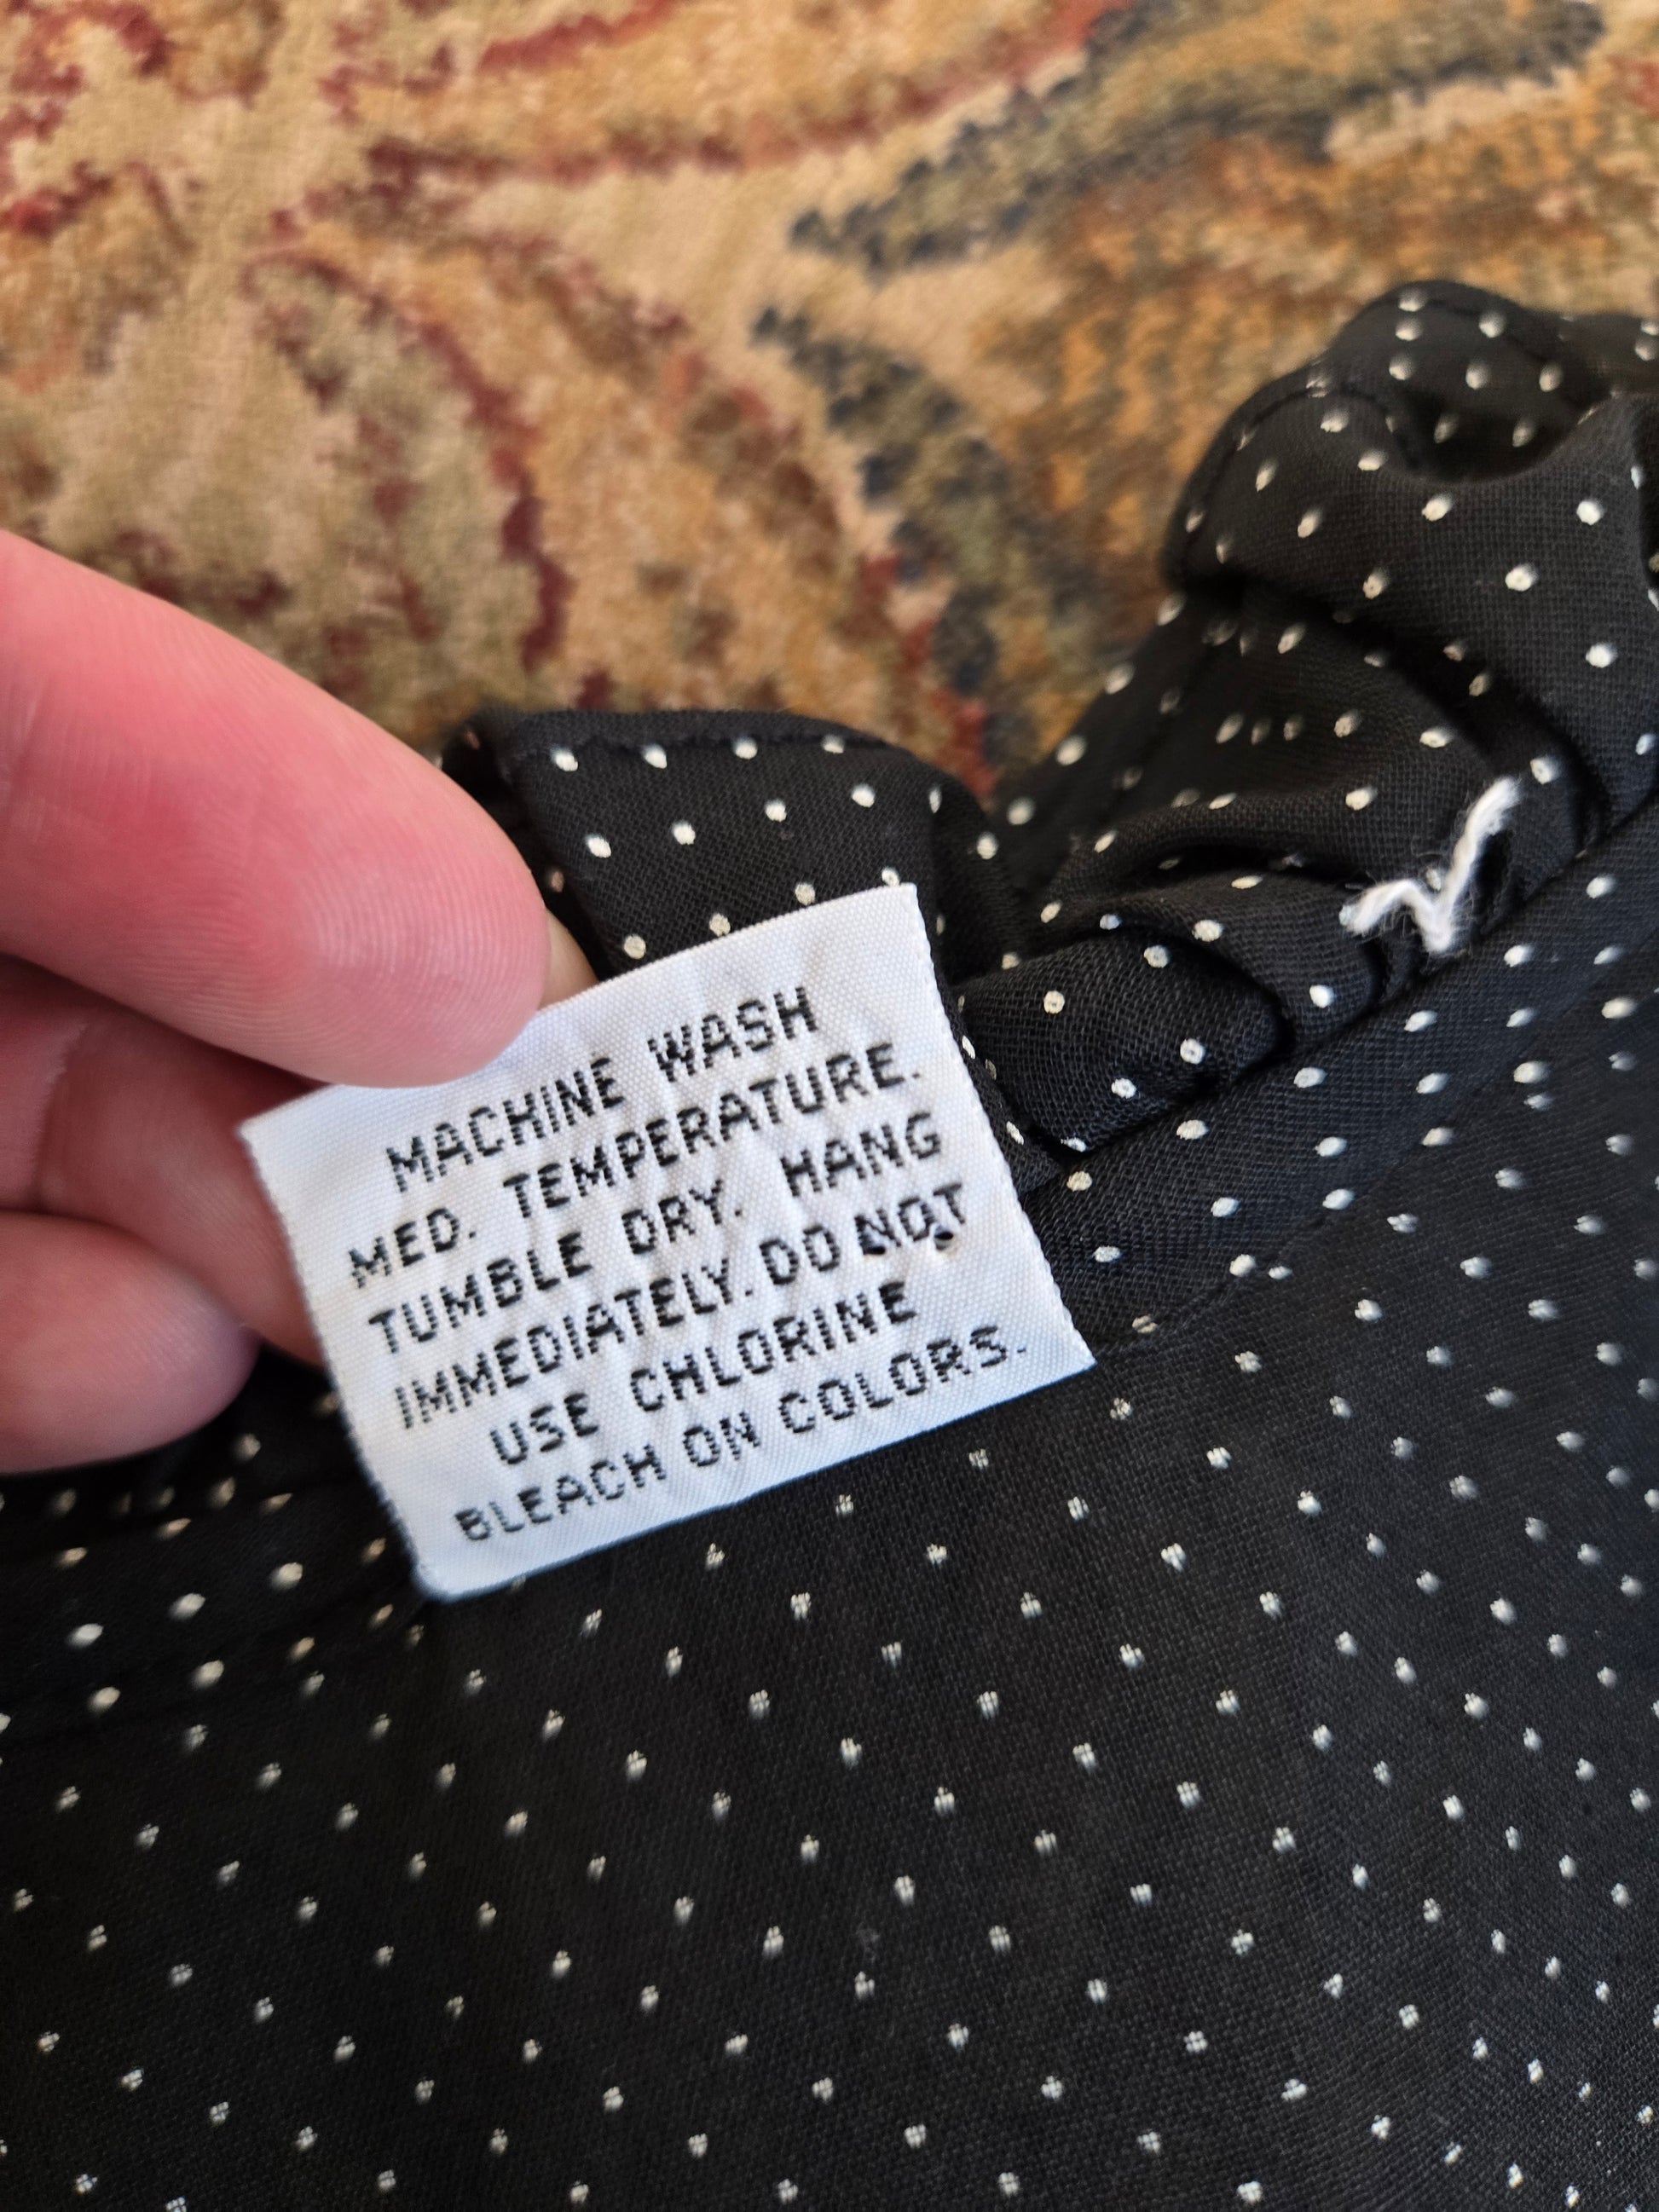 MACHINE WASH
MED. TEMPERATURE.
TUMBLE DRY. HANG
IMMEDIATELY. DO NOT
USE CHLORINE
BLEACH ON COLORS.